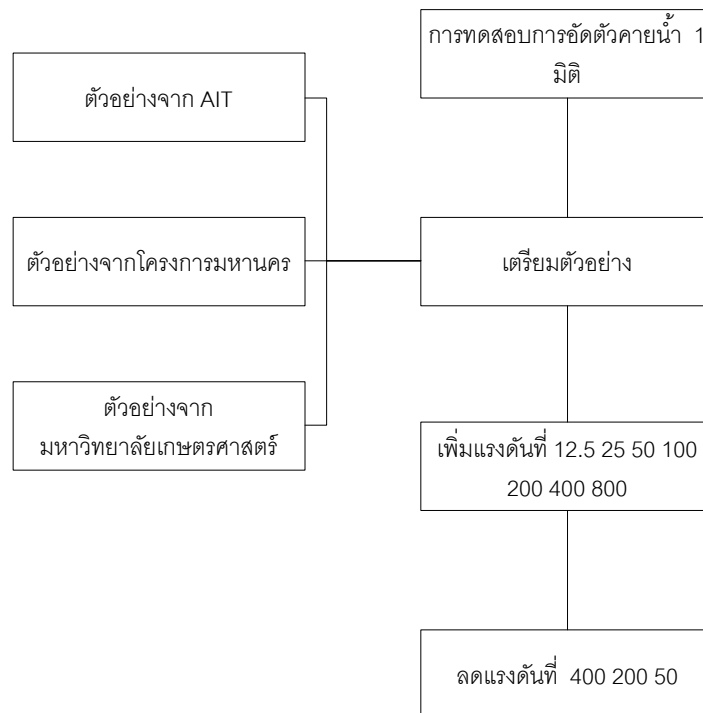 การทดสอบการอัดตัวคายน้ำ 1
มิติ
ตัวอย่างจาก AIT
ตัวอย่างจากโครงการมหานคร
เตรียมตัวอย่าง
ตัวอย่างจาก
มหาวิทยาลัยเกษตรศาสตร์
เพิ่มแรงดันที่ 12.5 25 50 100
200 400 800
ลดแรงดันที่ 400 200 50